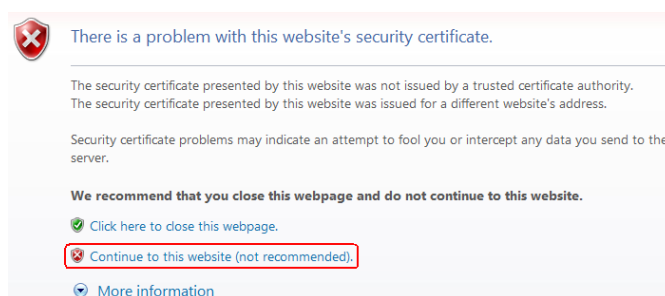 There is a problem with this website's security certificate.
The security certificate presented by this website was not issued by a trusted certificate authority.
The security certificate presented by this website was issued for a different website's address.
Security certificate problems may indicate an attempt to fool you or intercept any data you send to the
server.
We recommend that you close this webpage and do not continue to this website.
Click here to close this webpage.
Continue to this website (not recommended).
More information